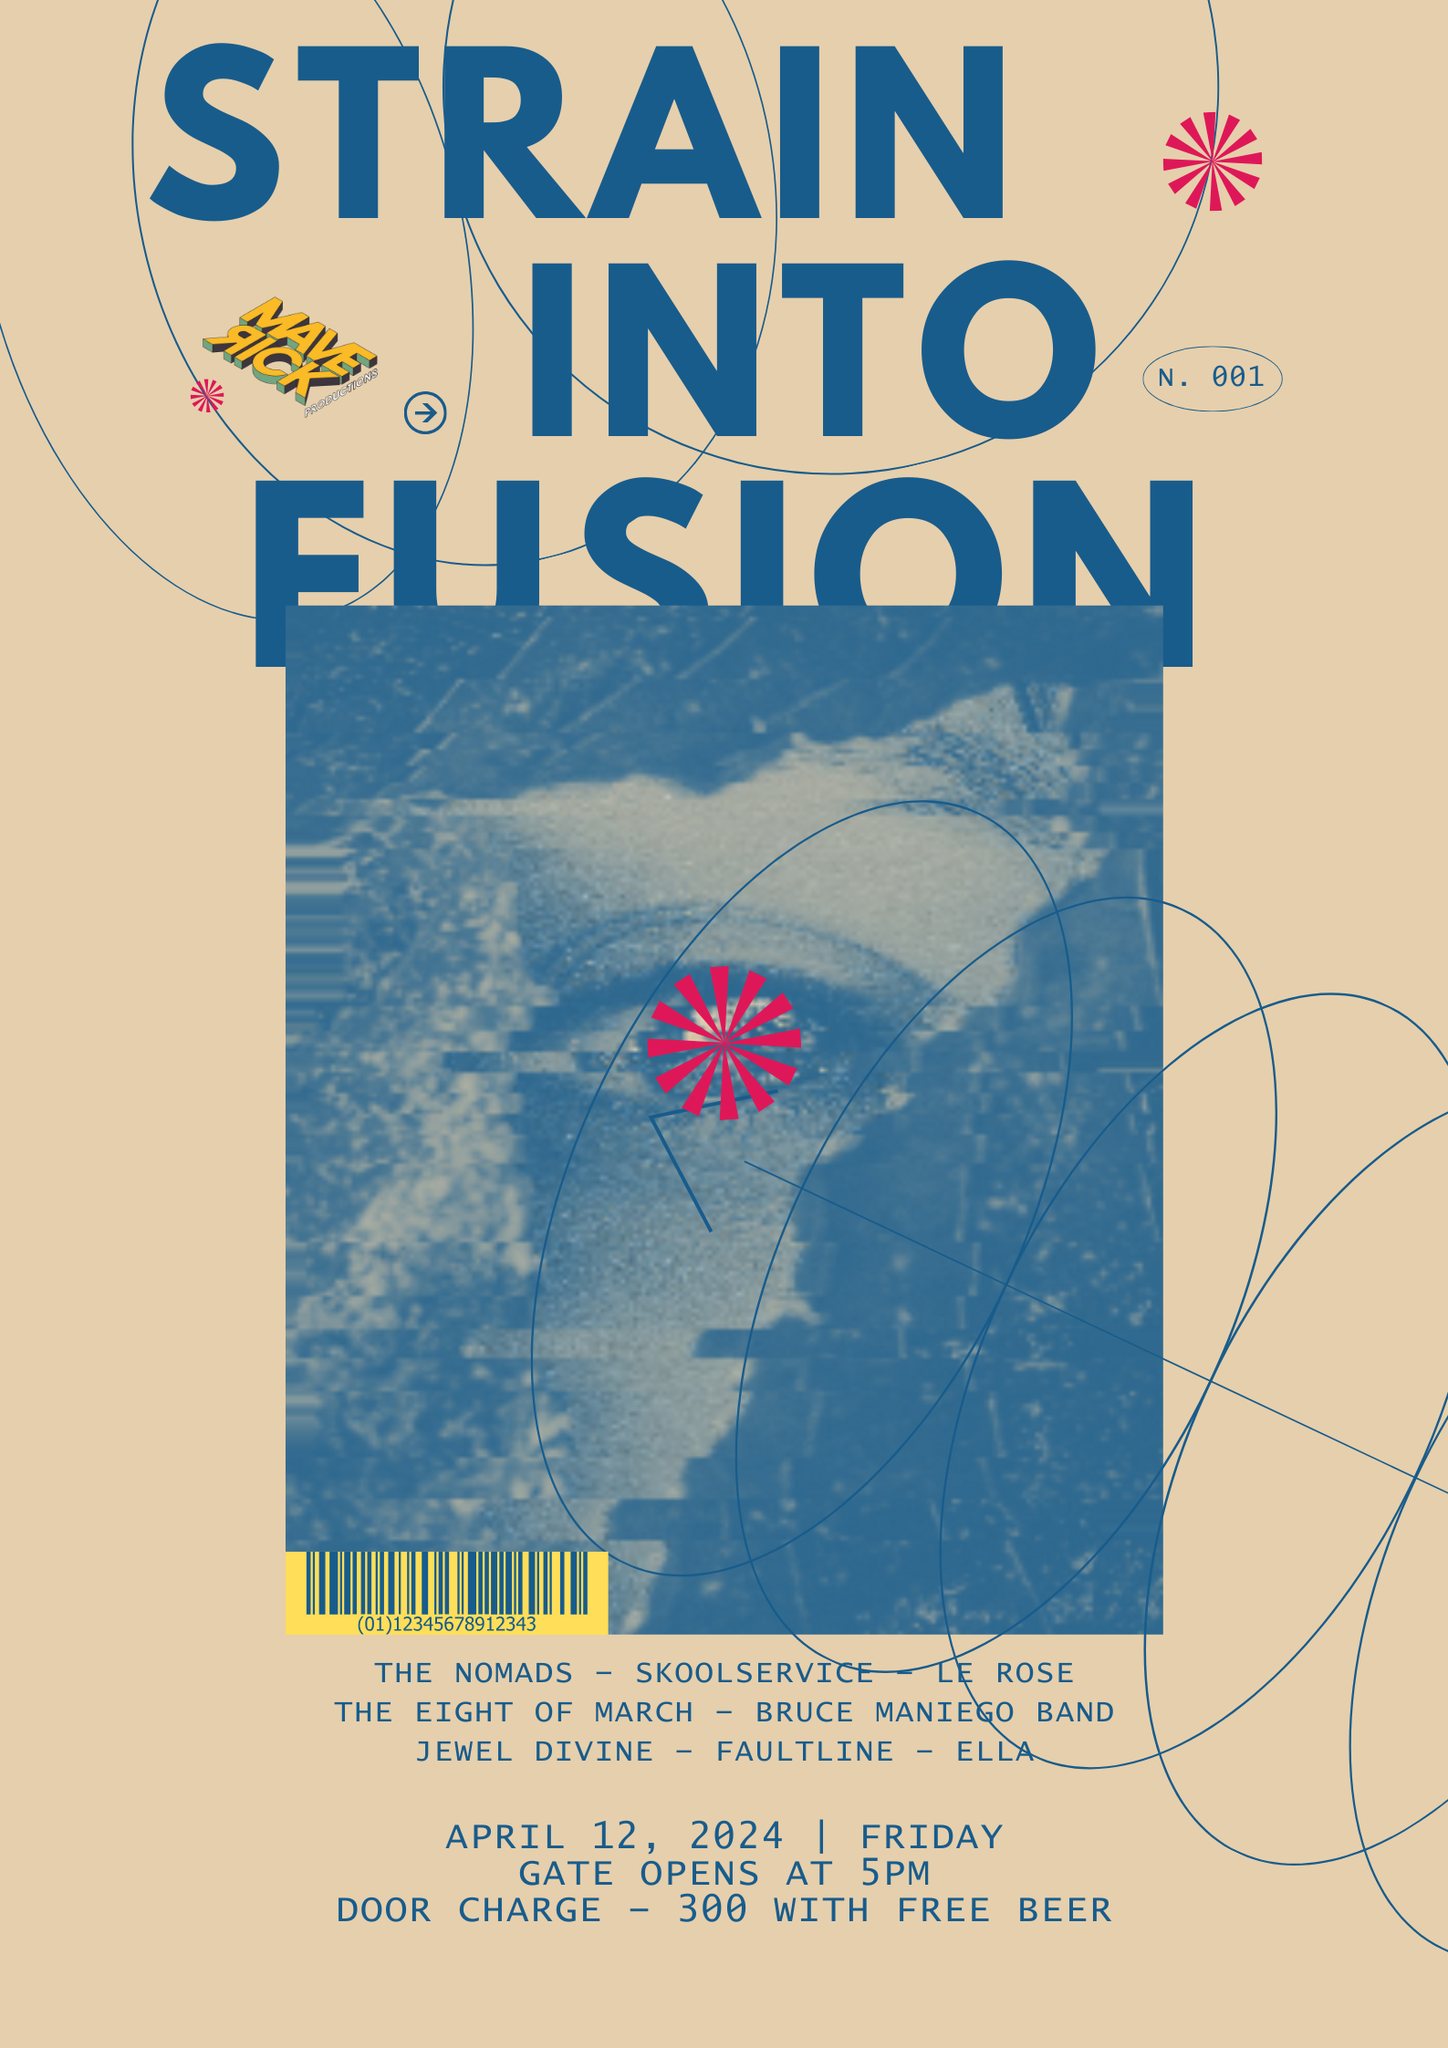 STRAIN
INTO
FUSION
MAVE
RICK
PRODUCTIONS
N. 001
(01)12345678912343
THE NOMADS – SKOOLSERVICE – LE ROSE
THE EIGHT OF MARCH – BRUCE MANIEGO BAND
JEWEL DIVINE – FAULTLINE – ELLA
APRIL 12, 2024 | FRIDAY
GATE OPENS AT 5PM
DOOR CHARGE – 300 WITH FREE BEER